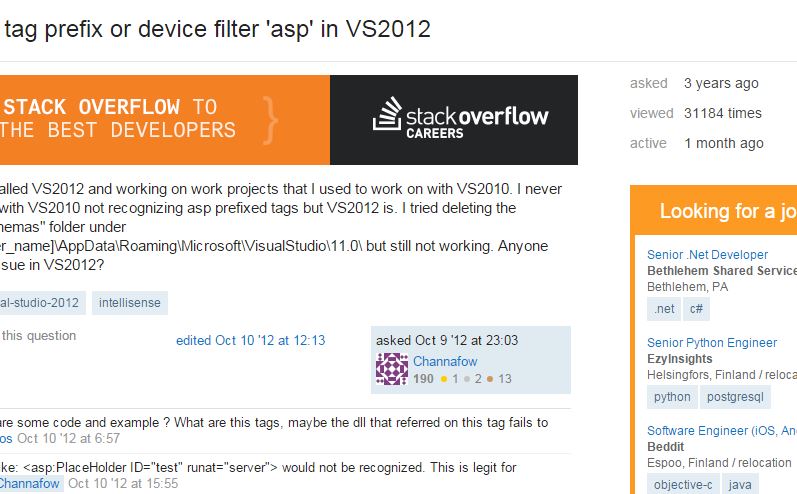 tag prefix or device filter 'asp' in VS2012
STACK OVERFLOW TO
THE BEST DEVELOPERS }
stackoverflow
CAREERS
alled VS2012 and working on work projects that I used to work on with VS2010. I never
with VS2010 not recognizing asp prefixed tags but VS2012 is. I tried deleting the
hemas" folder under
er_name]\AppData\Roaming\Microsoft\VisualStudio\11.0\ but still not working. Anyone
sue in VS2012?
al-studio-2012 intellisense
this question
edited Oct 10 '12 at 12:13
asked Oct 9 '12 at 23:03
Channafow
190 1 2 13
are some code and example ? What are this tags, maybe the dll that referred on this tag fails to
os Oct 10 '12 at 6:57
ike: <asp:PlaceHolder ID="test" runat="server"> would not be recognized. This is legit for
Channafow Oct 10 '12 at 15:55
asked 3 years ago
viewed 31184 times
active 1 month ago
Looking for a jo
Senior .Net Developer
Bethlehem Shared Service
Bethlehem, PA
.net c#
Senior Python Engineer
EzyInsights
Helsingfors, Finland / reloca
python postgresql
Software Engineer (iOS, An
Beddit
Espoo, Finland / relocation
objective-c java